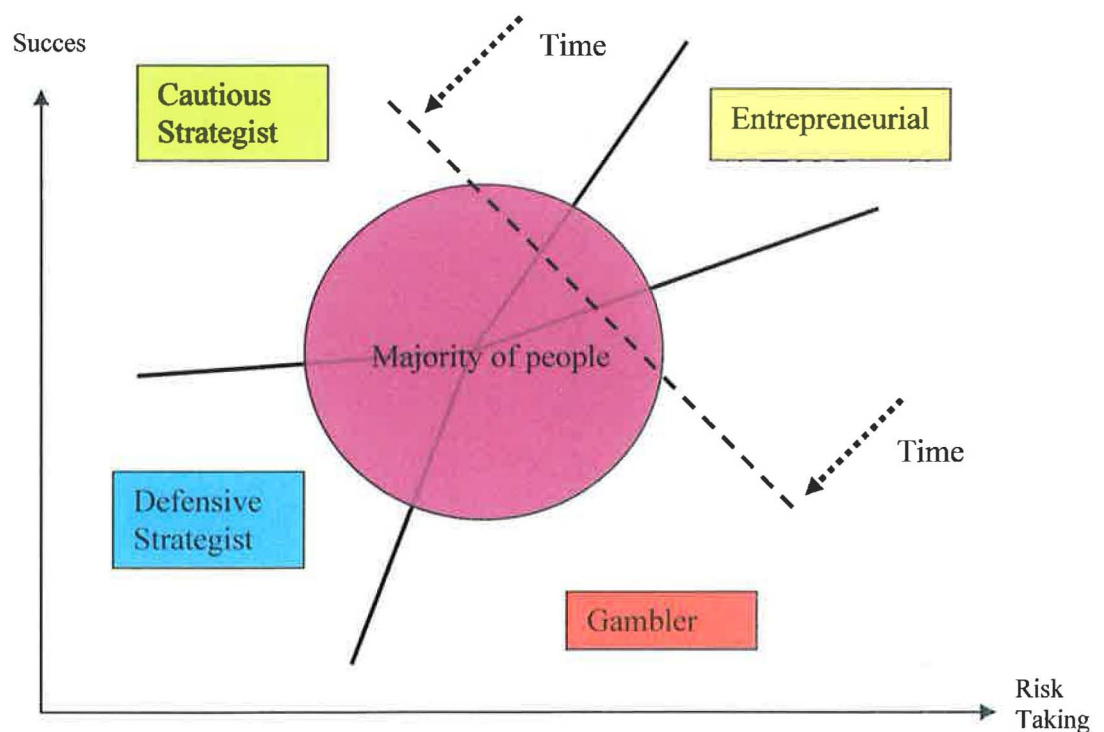 Succes
Time
Cautious
Strategist
Entrepreneurial
Majority of people
Time
Defensive
Strategist
Gambler
Risk
Taking